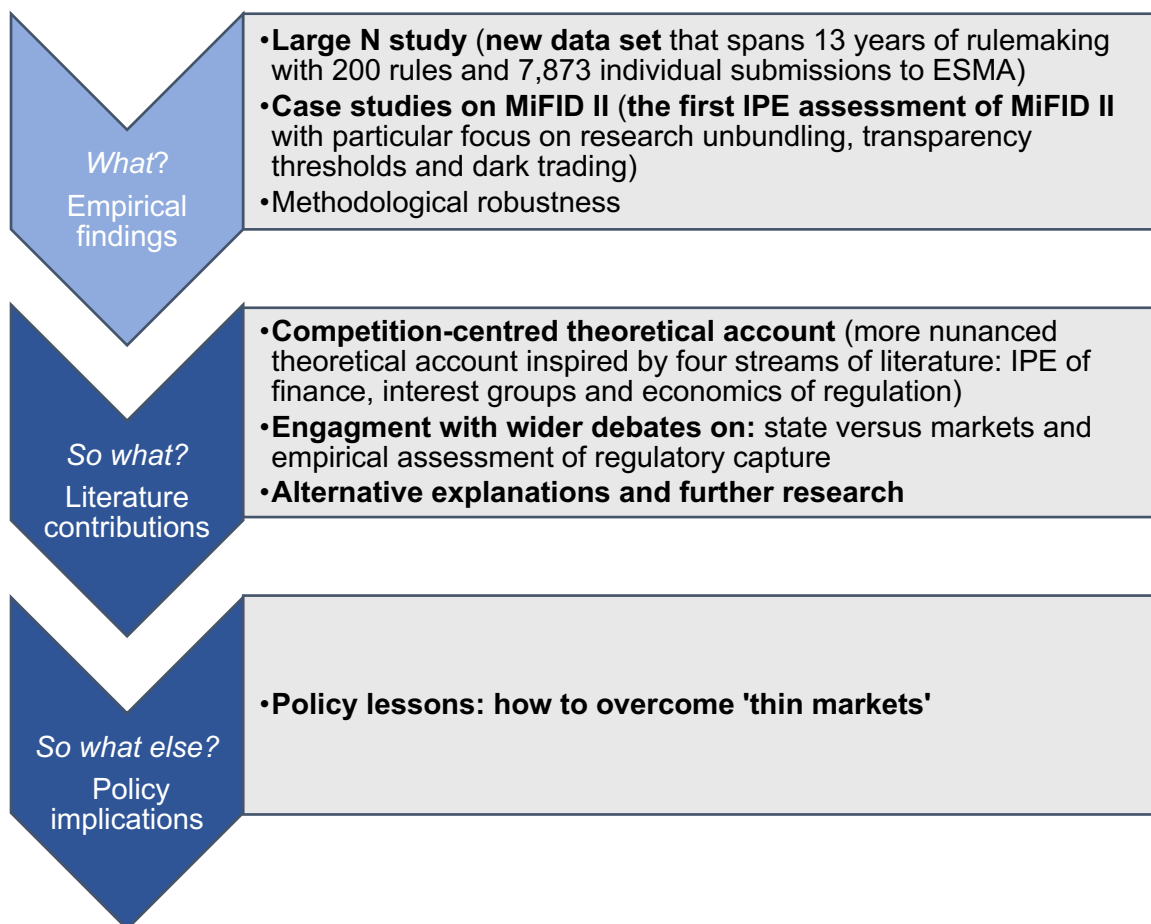 What?
Empirical
findings
•Large N study (new data set that spans 13 years of rulemaking
with 200 rules and 7,873 individual submissions to ESMA)
•Case studies on MiFID II (the first IPE assessment of MiFID II
with particular focus on research unbundling, transparency
thresholds and dark trading)
•Methodological robustness
So what?
Literature
contributions
•Competition-centred theoretical account (more nunanced
theoretical account inspired by four streams of literature: IPE of
finance, interest groups and economics of regulation)
•Engagment with wider debates on: state versus markets and
empirical assessment of regulatory capture
•Alternative explanations and further research
So what else?
Policy
implications
•Policy lessons: how to overcome 'thin markets'